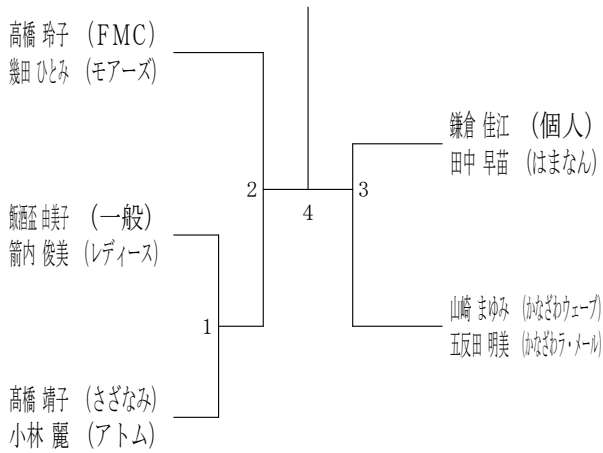 高橋 玲子 (FMC)
幾田 ひとみ (モアーズ)
飯酒盃 由美子 (一般)
箭内 俊美 (レディース)
髙橋 靖子 (さざなみ)
小林 麗 (アトム)
1
2
4
3
鎌倉 佳江 (個人)
田中 早苗 (はまなん)
山崎 まゆみ (かなざわウェーブ)
五反田 明美 (かなざわラ・メール)